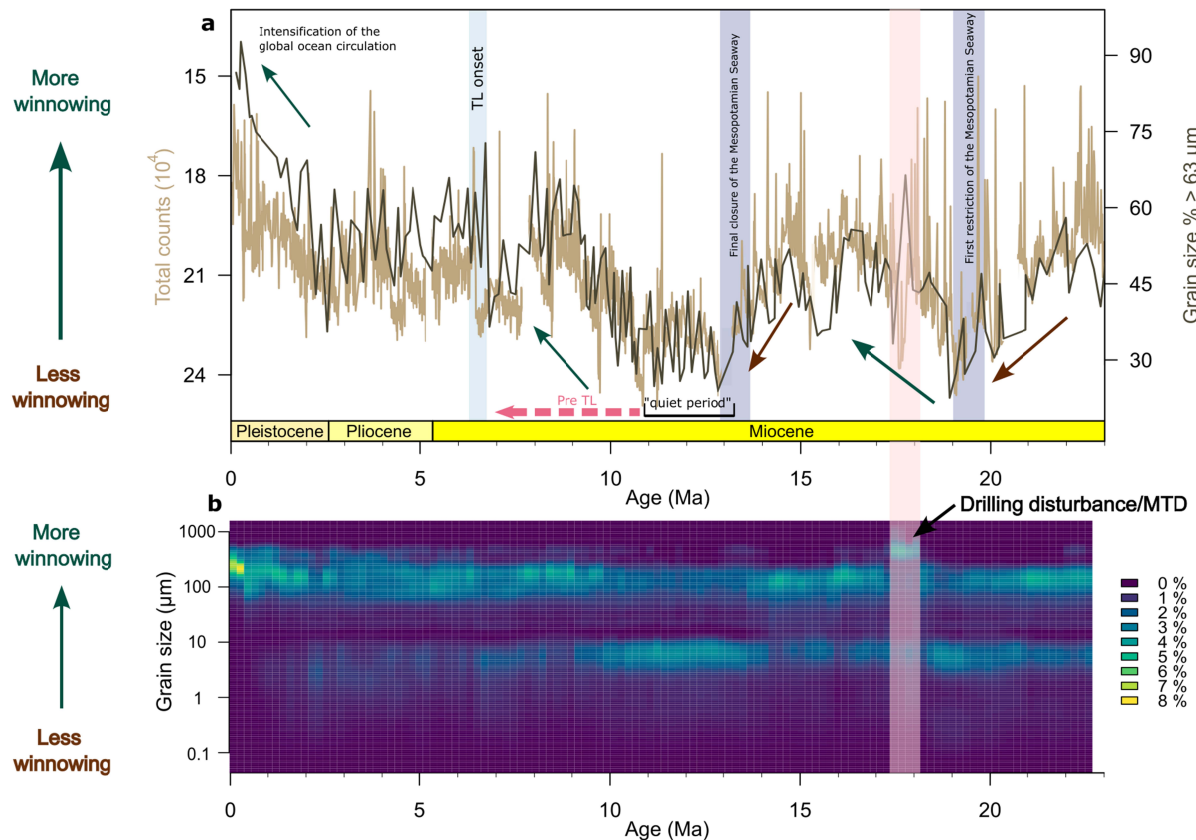 a
Intensification of the
global ocean circulation
TL onset
Final closure of the Mesopotamian Seaway
First restriction of the Mesopotamian Seaway
More
winnowing
Less
winnowing
Total counts (10⁴)
15
18
21
24
90
75
60
45
30
Grain size % > 63 µm
Pre TL
"quiet period"
Pleistocene
Pliocene
Miocene
0
5
10
15
20
Age (Ma)
b
Drilling disturbance/MTD
More
winnowing
Less
winnowing
Grain size (µm)
1000
100
10
1
0.1
0 %
1 %
2 %
3 %
4 %
5 %
6 %
7 %
8 %
0
5
10
15
20
Age (Ma)